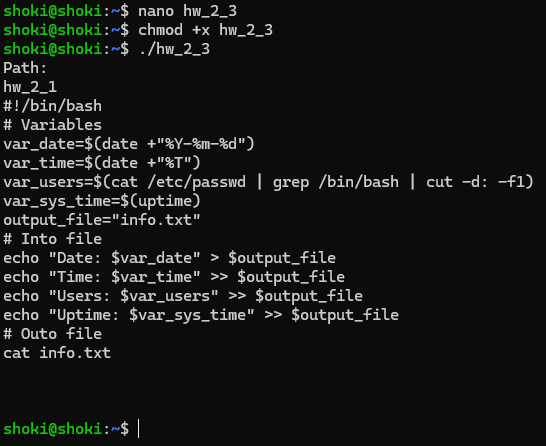 shoki@shoki:~$ nano hw_2_3
shoki@shoki:~$ chmod +x hw_2_3
shoki@shoki:~$ ./hw_2_3
Path:
hw_2_1
#!/bin/bash
# Variables
var_date=$(date +"%Y-%m-%d")
var_time=$(date +"%T")
var_users=$(cat /etc/passwd | grep /bin/bash | cut -d: -f1)
var_sys_time=$(uptime)
output_file="info.txt"
# Into file
echo "Date: $var_date" > $output_file
echo "Time: $var_time" >> $output_file
echo "Users: $var_users" >> $output_file
echo "Uptime: $var_sys_time" >> $output_file
# Outo file
cat info.txt
shoki@shoki:~$